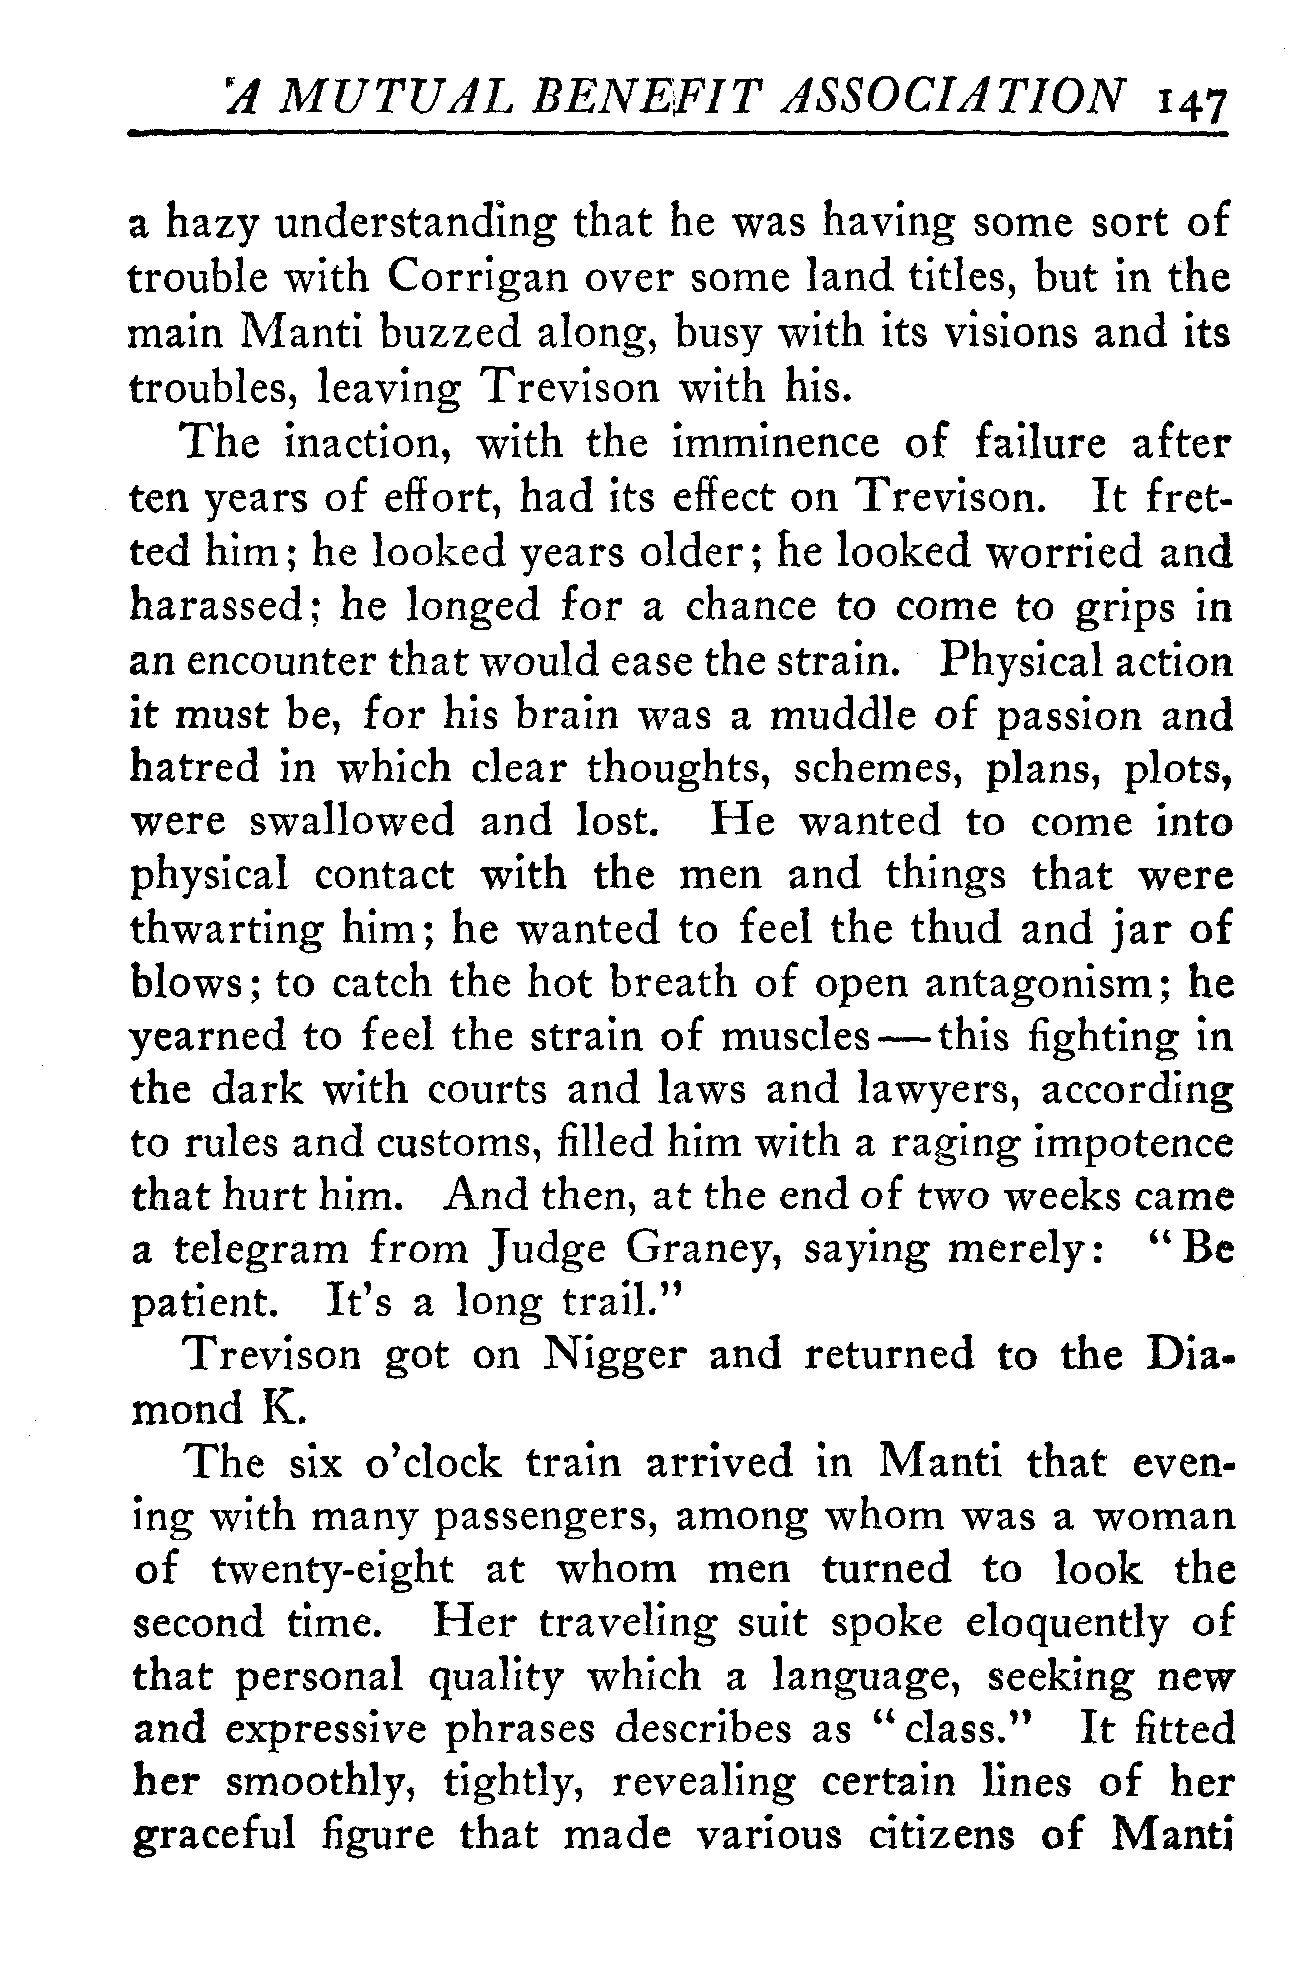 A MUTUAL BENEFIT ASSOCIATION 147
a hazy understanding that he was having some sort of
trouble with Corrigan over some land titles, but in the
main Manti buzzed along, busy with its visions and its
troubles, leaving Trevison with his.
The inaction, with the imminence of failure after
ten years of effort, had its effect on Trevison. It fret-
ted him; he looked years older; he looked worried and
harassed; he longed for a chance to come to grips in
an encounter that would ease the strain. Physical action
it must be, for his brain was a muddle of passion and
hatred in which clear thoughts, schemes, plans, plots,
were swallowed and lost. He wanted to come into
physical contact with the men and things that were
thwarting him; he wanted to feel the thud and jar of
blows; to catch the hot breath of open antagonism; he
yearned to feel the strain of muscles—this fighting in
the dark with courts and laws and lawyers, according
to rules and customs, filled him with a raging impotence
that hurt him. And then, at the end of two weeks came
a telegram from Judge Graney, saying merely: "Be
patient. It's a long trail."
Trevison got on Nigger and returned to the Dia-
mond K.
The six o'clock train arrived in Manti that even-
ing with many passengers, among whom was a woman
of twenty-eight at whom men turned to look the
second time. Her traveling suit spoke eloquently of
that personal quality which a language, seeking new
and expressive phrases describes as "class." It fitted
her smoothly, tightly, revealing certain lines of her
graceful figure that made various citizens of Manti